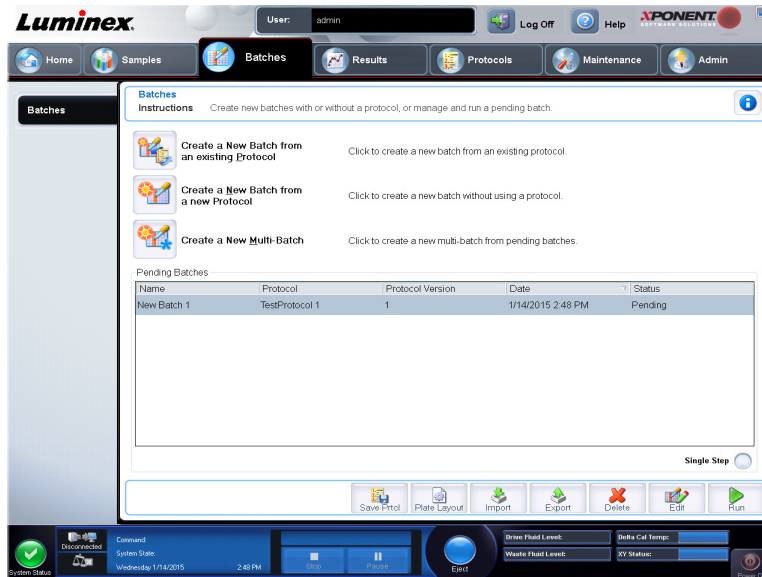 Luminex.
User:
admin
Log Off
Help
XPONENT.
SOFTWARE SOLUTIONS
Home
Samples
Batches
Results
Protocols
Maintenance
Admin
Batches
Batches
Instructions Create new batches with or without a protocol, or manage and run a pending batch.
Create a New Batch from
an existing Protocol
Click to create a new batch from an existing protocol.
Create a New Batch from
a new Protocol
Click to create a new batch without using a protocol.
Create a New Multi-Batch
Click to create a new multi-batch from pending batches.
Pending Batches
Name Protocol Protocol Version Date Status
New Batch 1 TestProtocol 1 1 1/14/2015 2:48 PM Pending
Single Step
Save Prtcl
Plate Layout
Import
Export
Delete
Edit
Run
System Status
Disconnected
Command:
System State:
Wednesday 1/14/2015 2:48 PM
Stop
Pause
Eject
Drive Fluid Level:
Waste Fluid Level:
Delta Cal Temp:
XY Status: